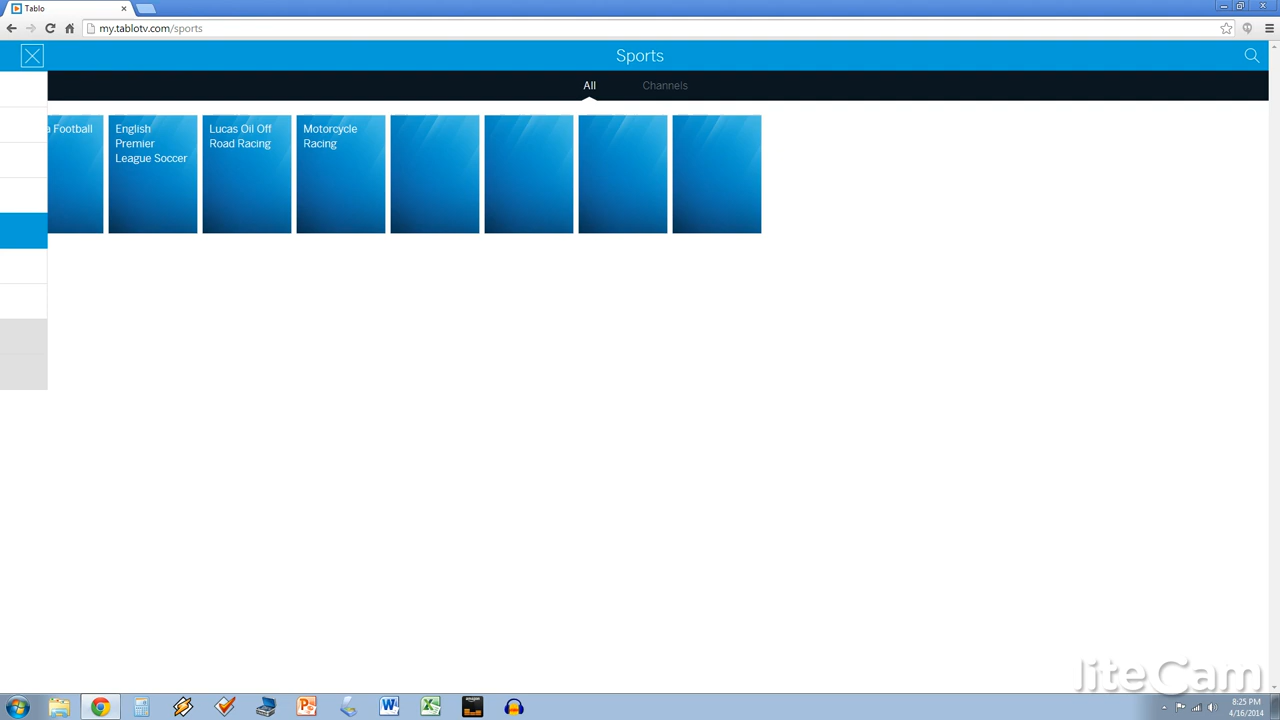 Tablo
my.tablotv.com/sports
Sports
All
Channels
a Football
English
Premier
League Soccer
Lucas Oil Off
Road Racing
Motorcycle
Racing
liteCam
8:25 PM
4/16/2014